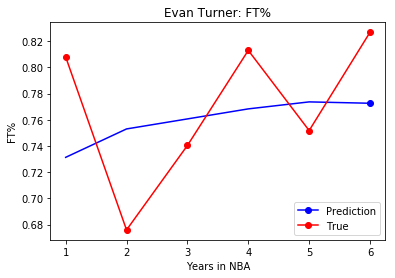 Evan Turner: FT%
FT%
0.82
0.80
0.78
0.76
0.74
0.72
0.70
0.68
1 2 3 4 5 6
Years in NBA
Prediction
True